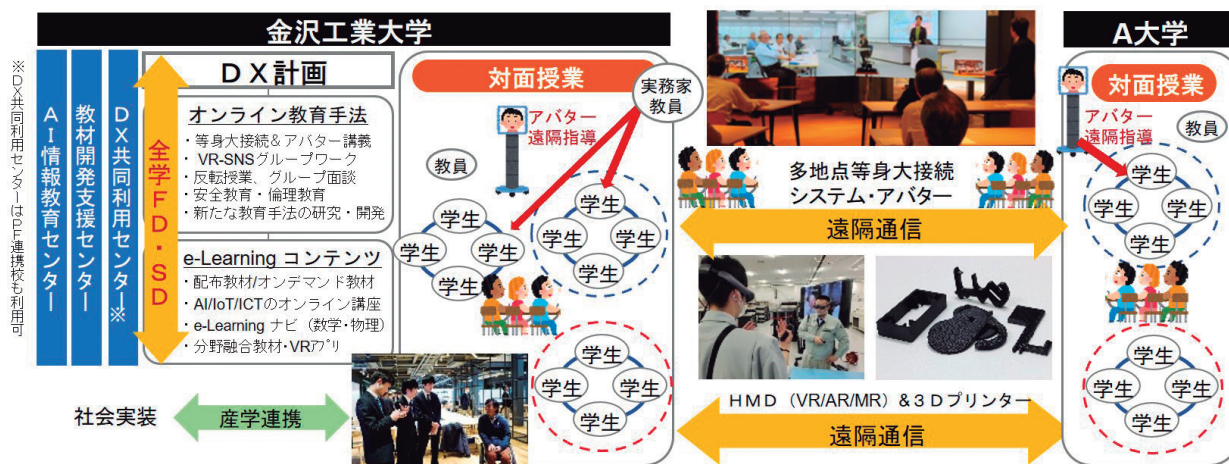 金沢工業大学
A大学
※DX共同利用センターはPF連携校も利用可
AI情報教育センター
教材開発支援センター
DX共同利用センター※
全学FD・SD
DX計画
オンライン教育手法
・等身大接続＆アバター講義
・VR-SNSグループワーク
・反転授業、グループ面談
・安全教育・倫理教育
・新たな教育手法の研究・開発
e-Learning コンテンツ
・配布教材/オンデマンド教材
・AI/IoT/ICTのオンライン講座
・e-Learning ナビ（数学・物理）
・分野融合教材・VRアプリ
社会実装
産学連携
対面授業
実務家
教員
アバター
遠隔指導
教員
学生
学生
学生
学生
学生
学生
学生
学生
学生
学生
学生
学生
多地点等身大接続
システム・アバター
遠隔通信
HMD（VR/AR/MR）＆3Dプリンター
遠隔通信
対面授業
アバター
遠隔指導
教員
学生
学生
学生
学生
学生
学生
学生
学生